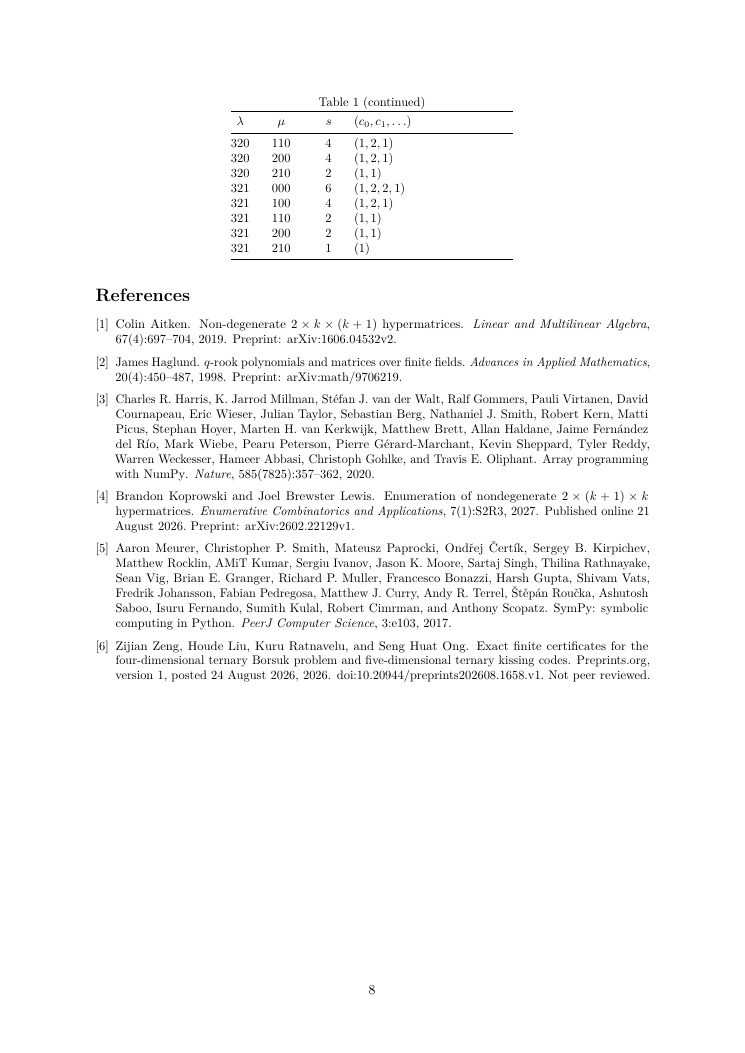 Table 1 (continued)
λ μ s (c₀, c₁, . . .)
320 110 4 (1, 2, 1)
320 200 4 (1, 2, 1)
320 210 2 (1, 1)
321 000 6 (1, 2, 2, 1)
321 100 4 (1, 2, 1)
321 110 2 (1, 1)
321 200 2 (1, 1)
321 210 1 (1)
References
[1] Colin Aitken. Non-degenerate 2 × k × (k + 1) hypermatrices. Linear and Multilinear Algebra,
67(4):697–704, 2019. Preprint: arXiv:1606.04532v2.
[2] James Haglund. q-rook polynomials and matrices over finite fields. Advances in Applied Mathematics,
20(4):450–487, 1998. Preprint: arXiv:math/9706219.
[3] Charles R. Harris, K. Jarrod Millman, Stéfan J. van der Walt, Ralf Gommers, Pauli Virtanen, David
Cournapeau, Eric Wieser, Julian Taylor, Sebastian Berg, Nathaniel J. Smith, Robert Kern, Matti
Picus, Stephan Hoyer, Marten H. van Kerkwijk, Matthew Brett, Allan Haldane, Jaime Fernández
del Río, Mark Wiebe, Pearu Peterson, Pierre Gérard-Marchant, Kevin Sheppard, Tyler Reddy,
Warren Weckesser, Hameer Abbasi, Christoph Gohlke, and Travis E. Oliphant. Array programming
with NumPy. Nature, 585(7825):357–362, 2020.
[4] Brandon Koprowski and Joel Brewster Lewis. Enumeration of nondegenerate 2 × (k + 1) × k
hypermatrices. Enumerative Combinatorics and Applications, 7(1):S2R3, 2027. Published online 21
August 2026. Preprint: arXiv:2602.22129v1.
[5] Aaron Meurer, Christopher P. Smith, Mateusz Paprocki, Ondřej Čertík, Sergey B. Kirpichev,
Matthew Rocklin, AMiT Kumar, Sergiu Ivanov, Jason K. Moore, Sartaj Singh, Thilina Rathnayake,
Sean Vig, Brian E. Granger, Richard P. Muller, Francesco Bonazzi, Harsh Gupta, Shivam Vats,
Fredrik Johansson, Fabian Pedregosa, Matthew J. Curry, Andy R. Terrel, Štěpán Roučka, Ashutosh
Saboo, Isuru Fernando, Sumith Kulal, Robert Cimrman, and Anthony Scopatz. SymPy: symbolic
computing in Python. PeerJ Computer Science, 3:e103, 2017.
[6] Zijian Zeng, Houde Liu, Kuru Ratnavelu, and Seng Huat Ong. Exact finite certificates for the
four-dimensional ternary Borsuk problem and five-dimensional ternary kissing codes. Preprints.org,
version 1, posted 24 August 2026, 2026. doi:10.20944/preprints202608.1658.v1. Not peer reviewed.
8